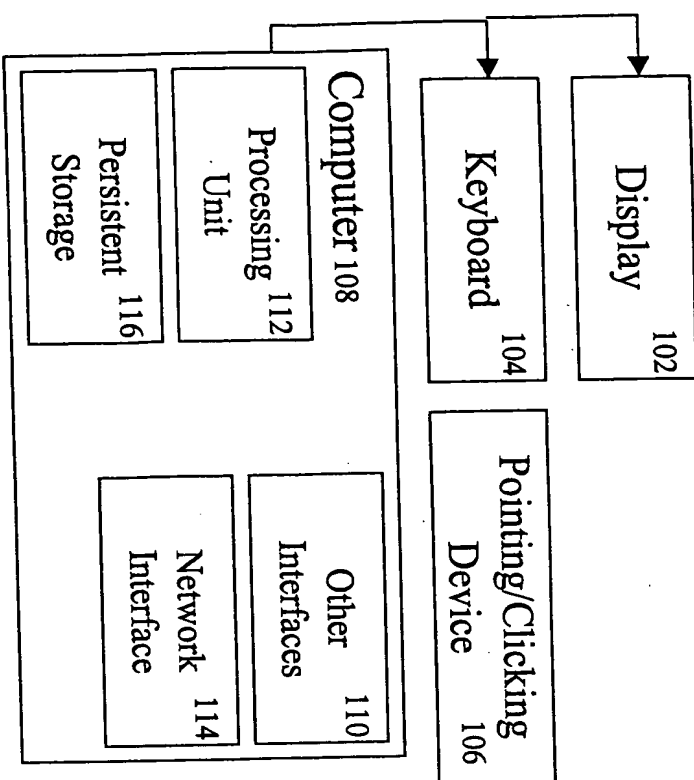 Display
102
Keyboard
104
Pointing/Clicking
Device
106
Computer 108
Processing
Unit
112
Persistent
Storage
116
Other
Interfaces
110
Network
Interface
114